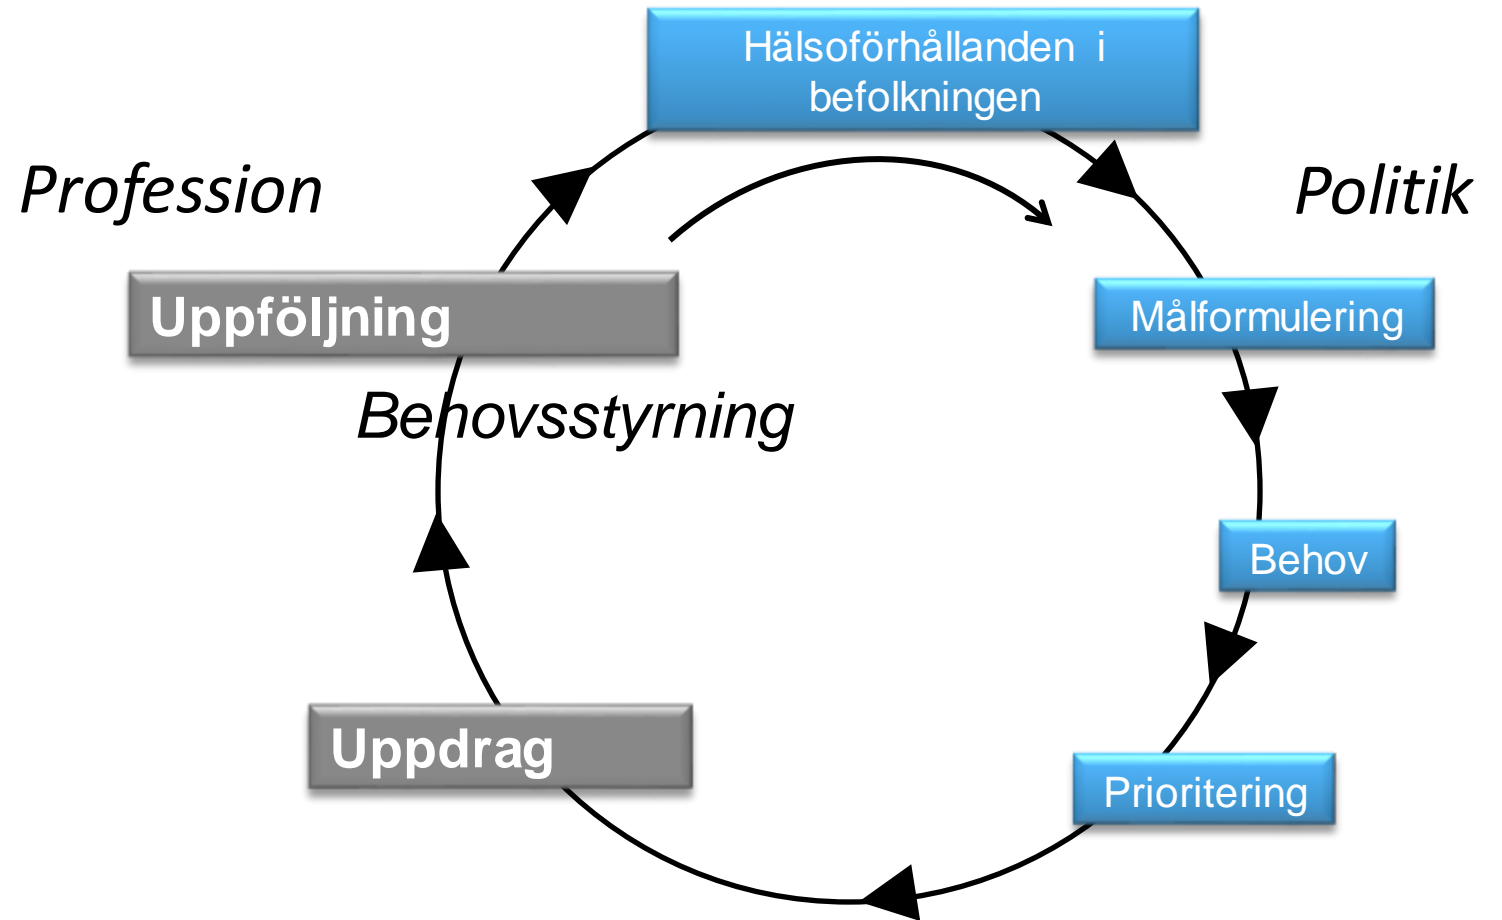 Hälsoförhållanden i
befolkningen
Profession
Politik
Uppföljning
Målformulering
Behovsstyrning
Behov
Uppdrag
Prioritering